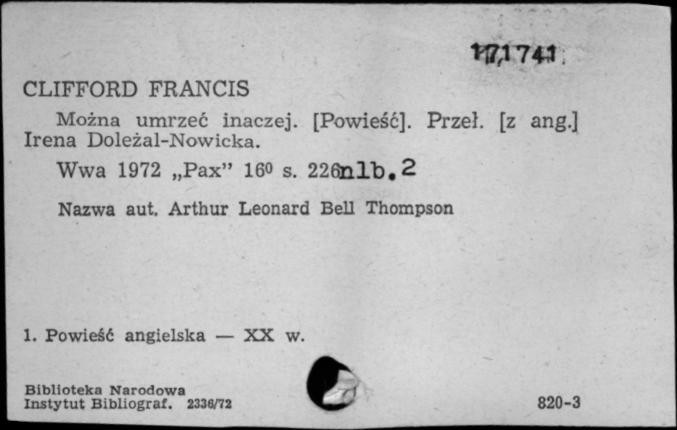 171741
CLIFFORD FRANCIS
Można umrzeć inaczej. [Powieść]. Przeł. [z ang.]
Irena Doleżal-Nowicka.
Wwa 1972 „Pax” 16⁰ s. 226nlb.2
Nazwa aut. Arthur Leonard Bell Thompson
1. Powieść angielska — XX w.
Biblioteka Narodowa
Instytut Bibliograf. 2336/72
820-3